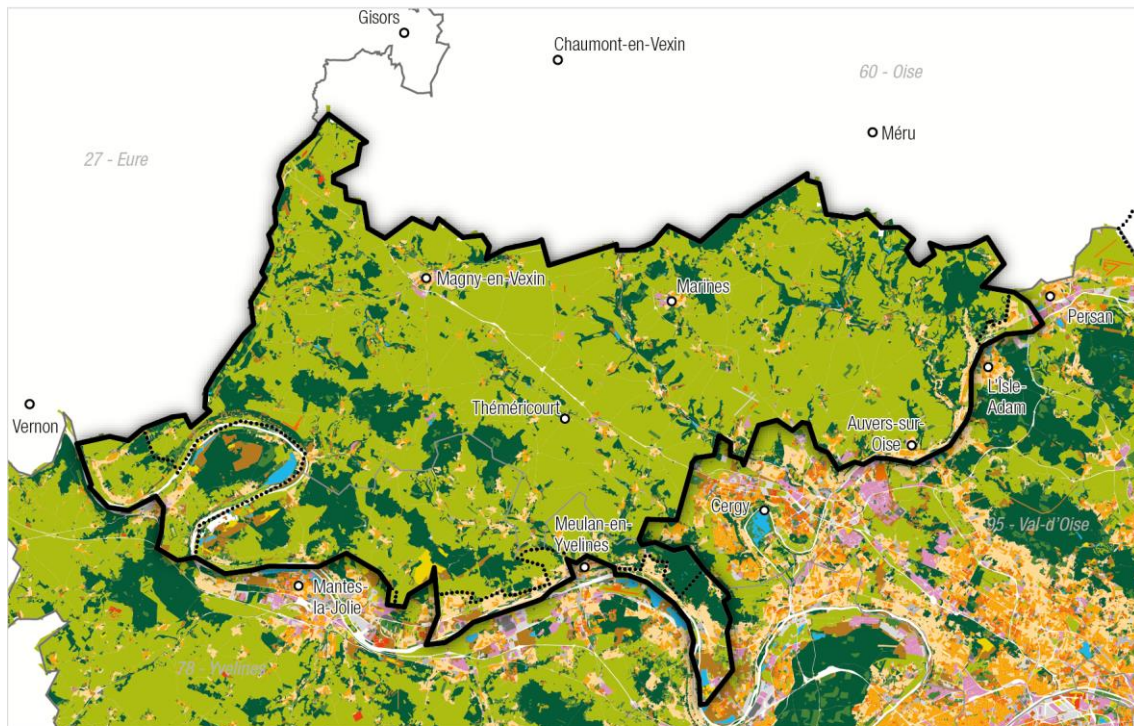 Gisors
Chaumont-en-Vexin
60 - Oise
Méru
27 - Eure
Magny-en-Vexin
Marines
Persan
L'Isle-
Adam
Vernon
Théméricourt
Auvers-sur-
Oise
Cergy
95 - Val-d'Oise
Meulan-en-
Yvelines
Mantes-
la-Jolie
78 - Yvelines